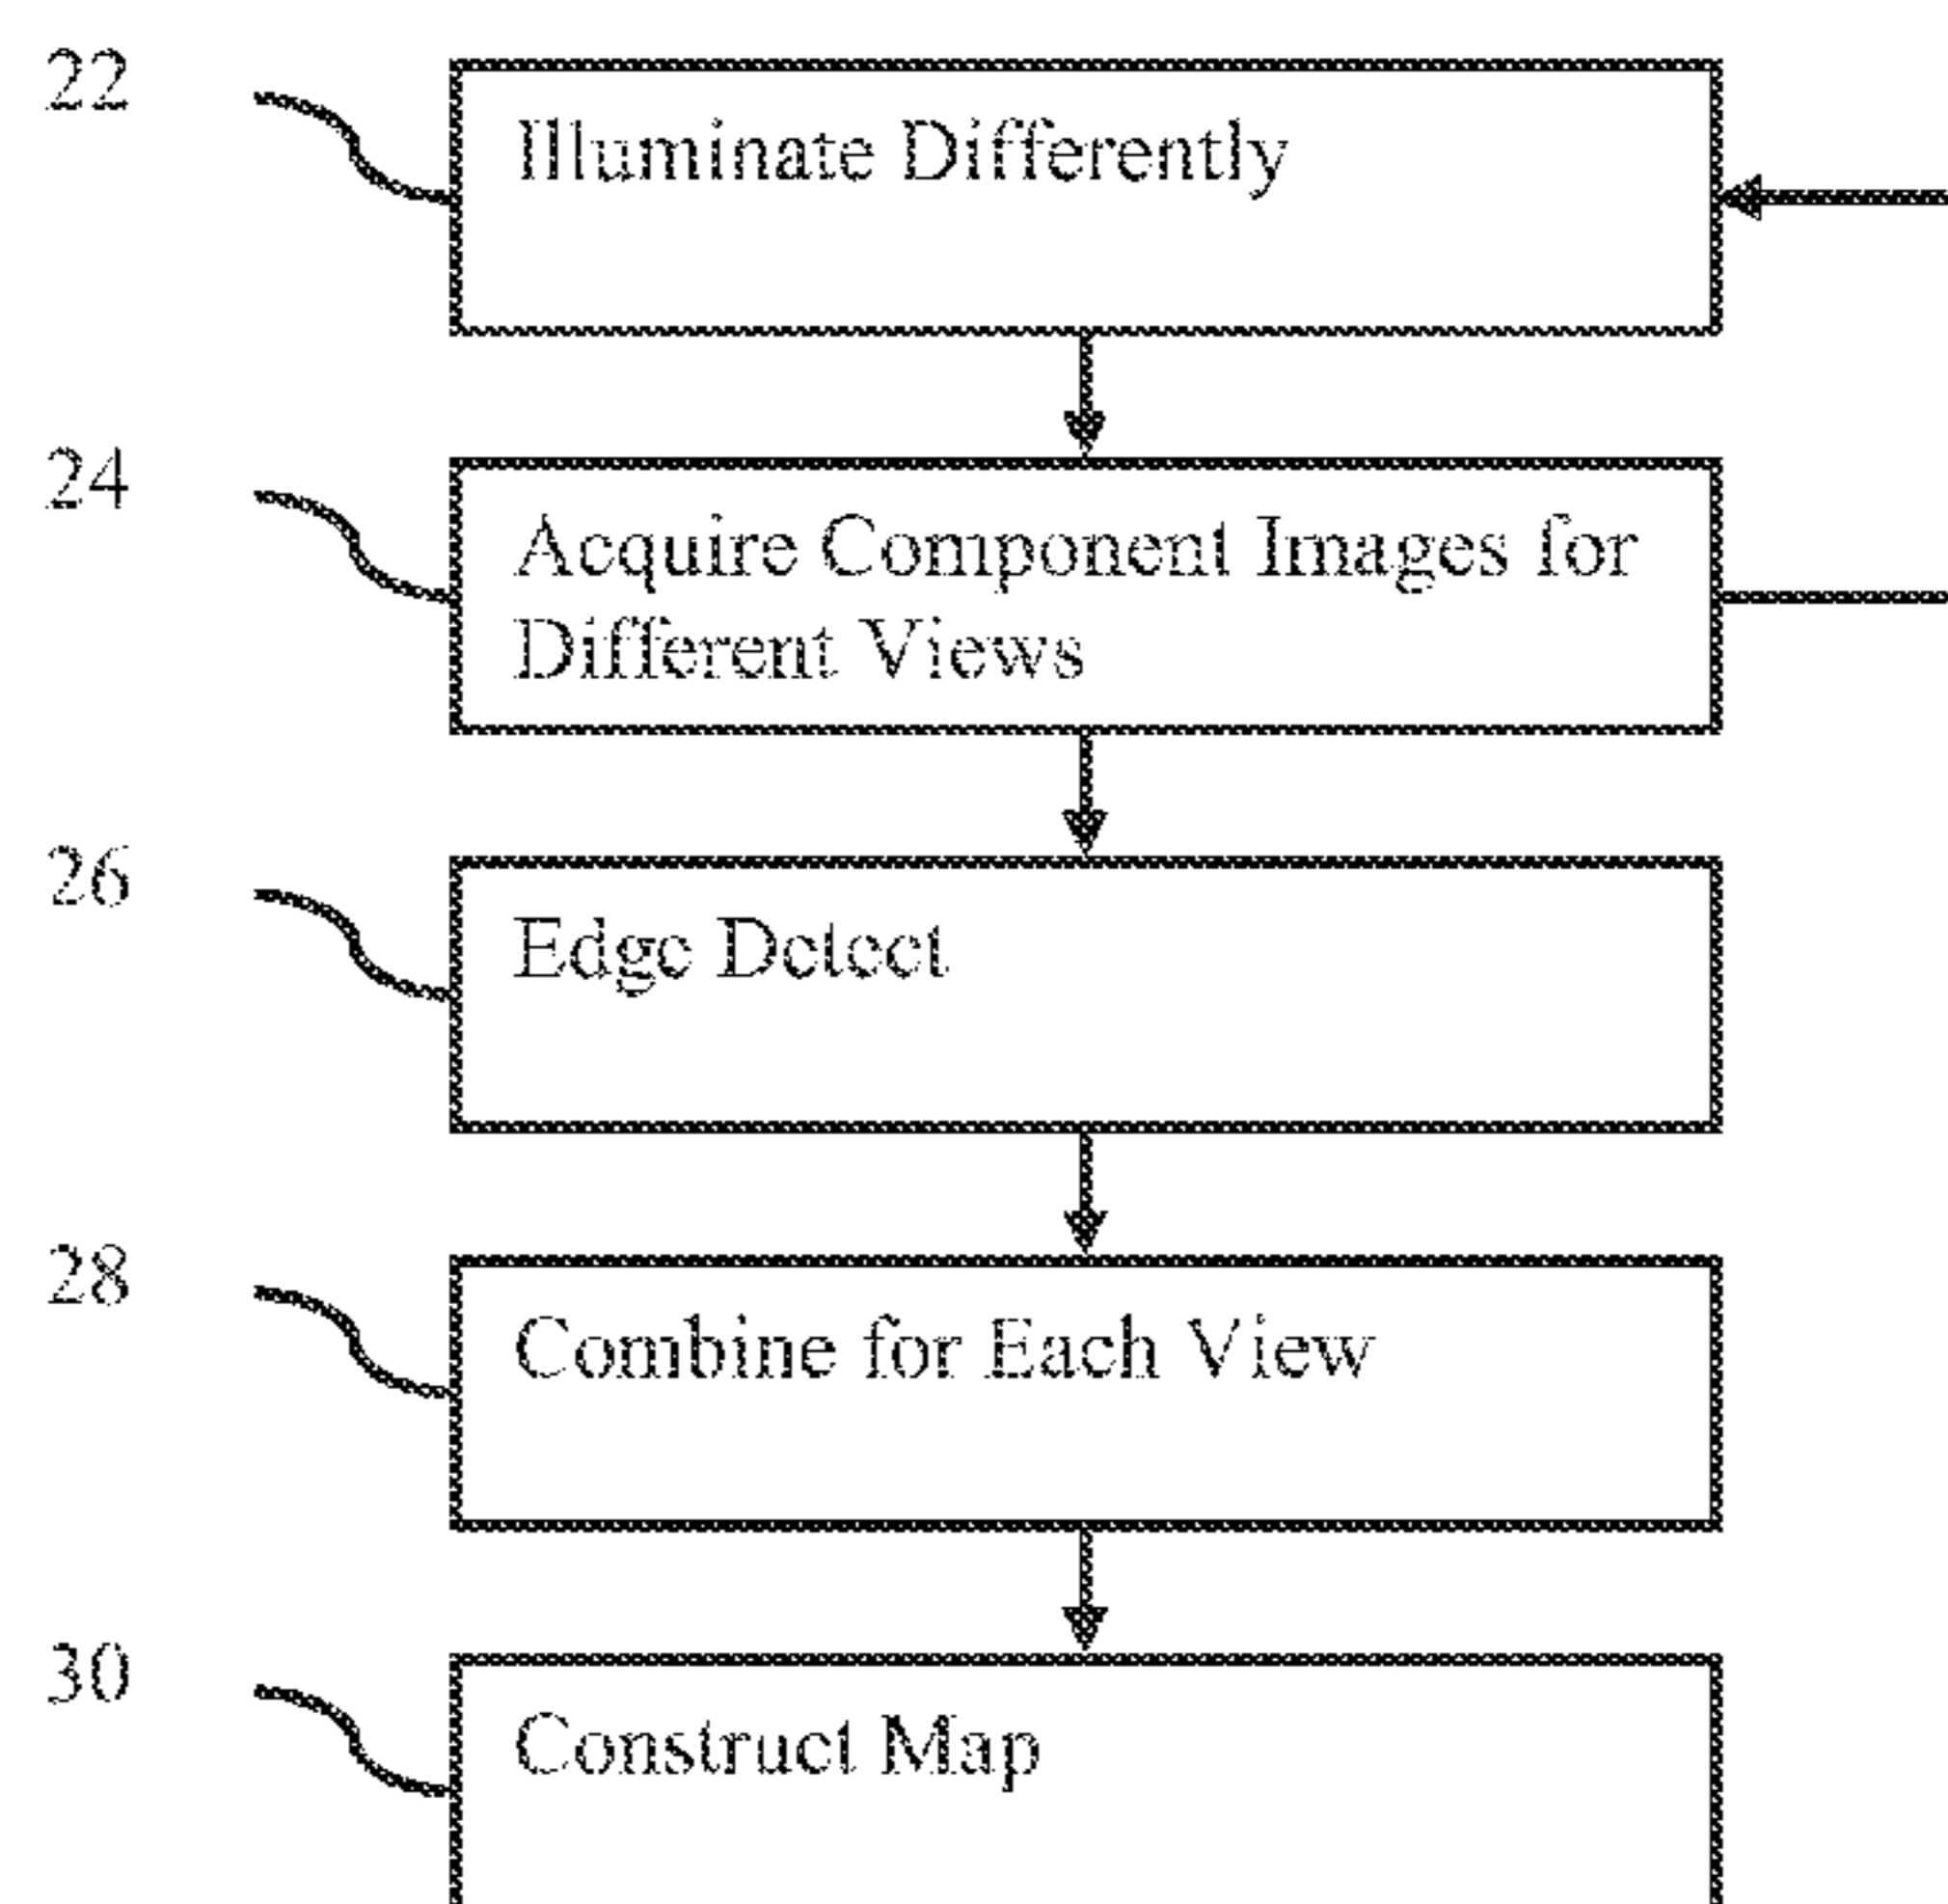 22
Illuminate Differently
24
Acquire Component Images for
Different Views
26
Edge Detect
28
Combine for Each View
30
Construct Map